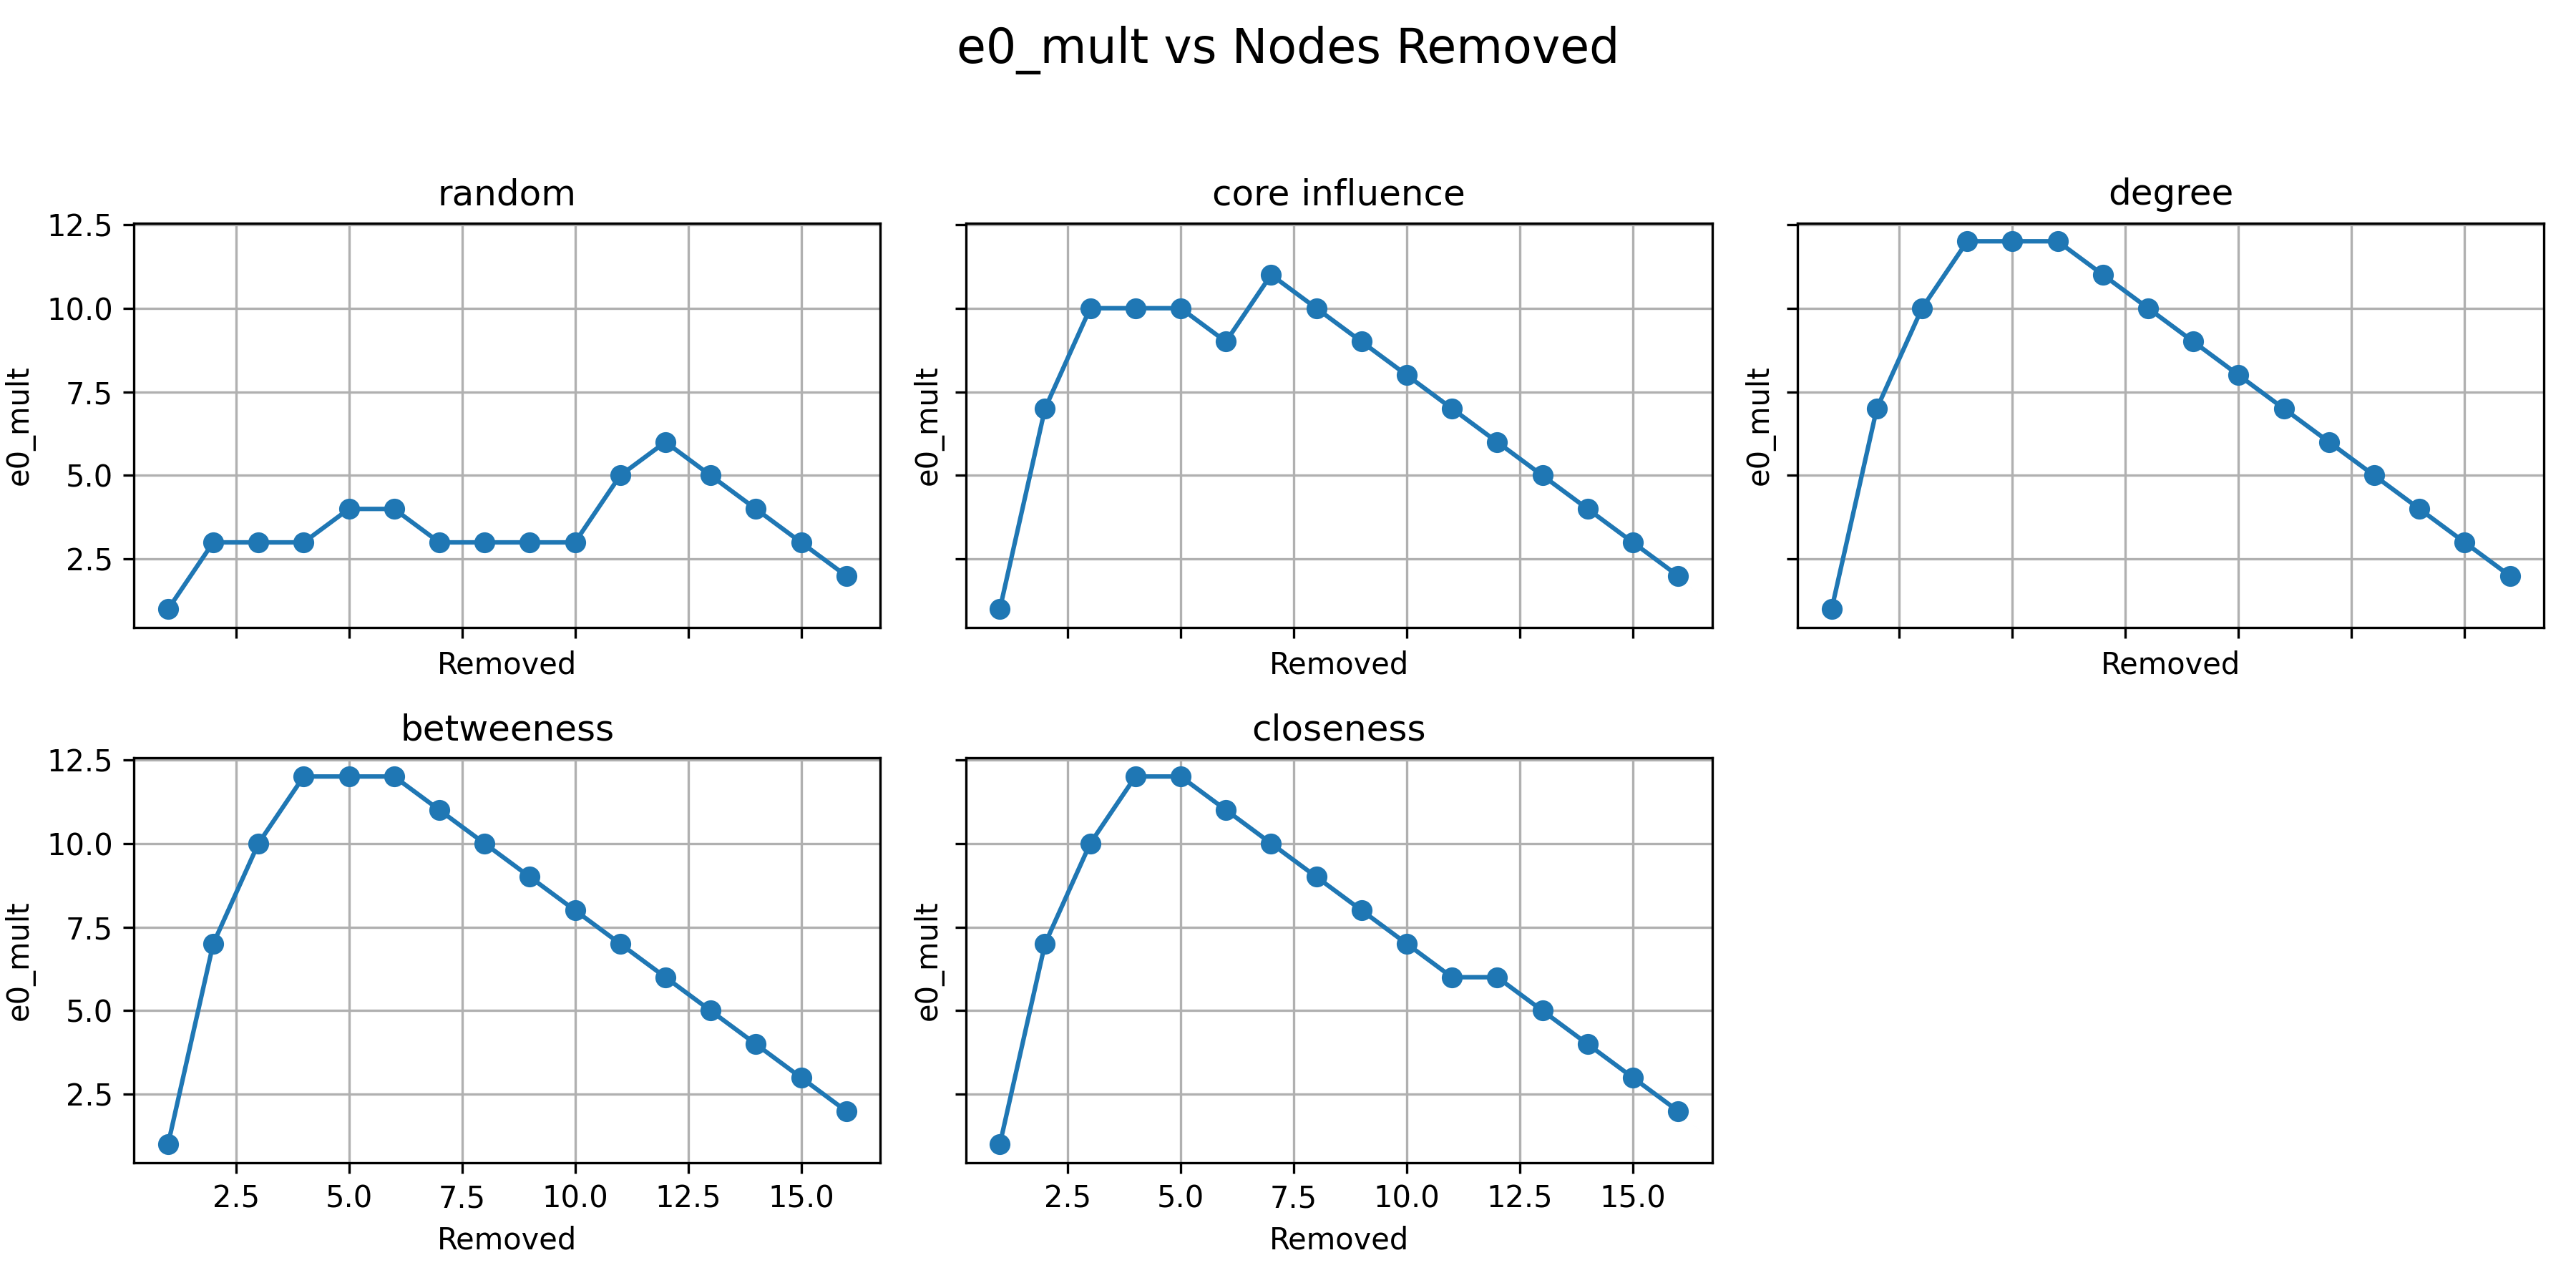 e0_mult vs Nodes Removed
random
core influence
degree
12.5
10.0
7.5
5.0
2.5
e0_mult
e0_mult
e0_mult
Removed
Removed
Removed
betweeness
closeness
12.5
10.0
7.5
5.0
2.5
e0_mult
e0_mult
2.5 5.0 7.5 10.0 12.5 15.0
2.5 5.0 7.5 10.0 12.5 15.0
Removed
Removed